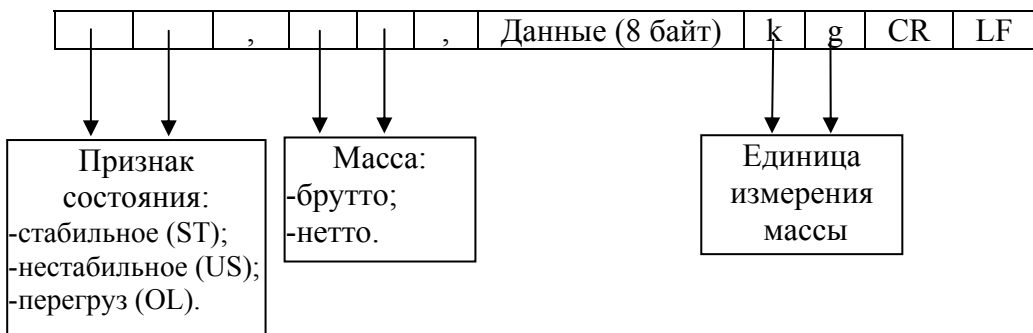 , , Данные (8 байт) k g CR LF
Признак
состояния:
-стабильное (ST);
-нестабильное (US);
-перегруз (OL).
Масса:
-брутто;
-нетто.
Единица
измерения
массы